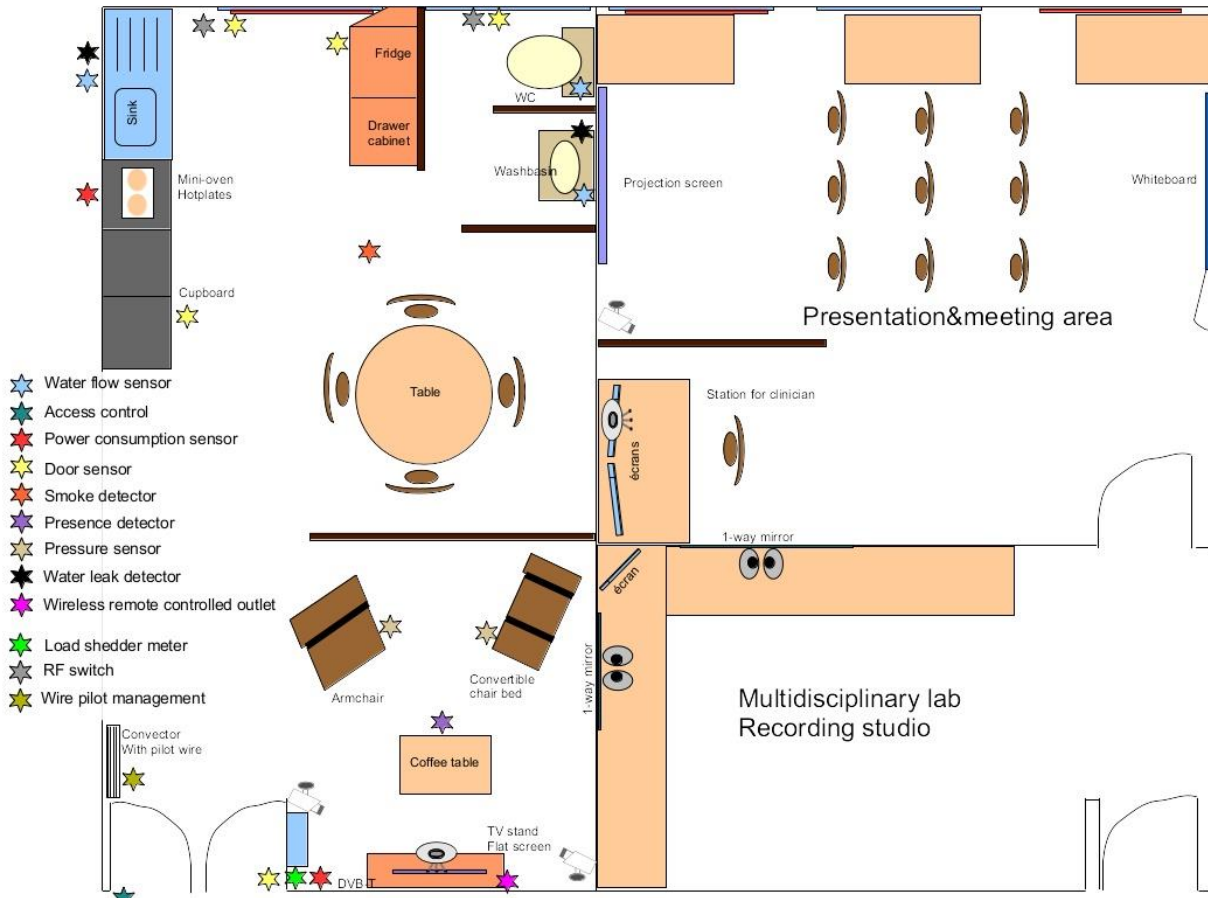 Fridge
Sink
WC
Drawer
cabinet
Mini-oven
Hotplates
Washbasin
Projection screen
Whiteboard
Cupboard
Presentation&meeting area
Water flow sensor
Access control
Power consumption sensor
Door sensor
Smoke detector
Presence detector
Pressure sensor
Water leak detector
Wireless remote controlled outlet
Load shedder meter
RF switch
Wire pilot management
Table
Station for clinician
écrans
1-way mirror
écran
Armchair
Convertible
chair bed
1-way mirror
Multidisciplinary lab
Recording studio
Convector
With pilot wire
Coffee table
TV stand
Flat screen
DVB-T